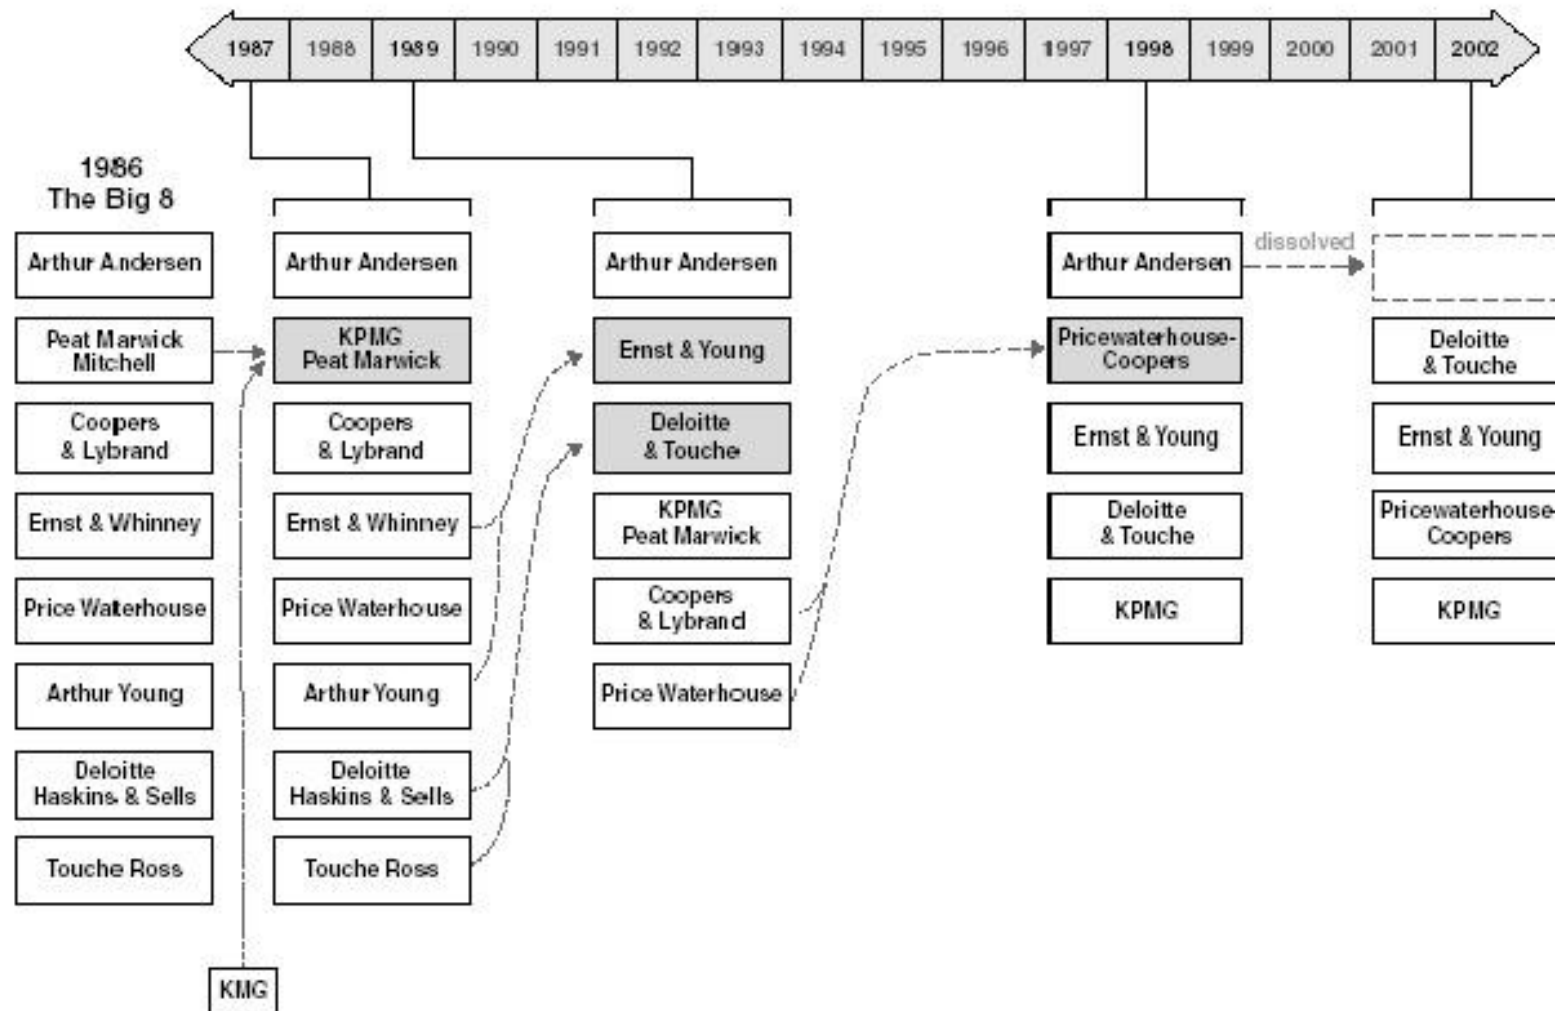 1987 1988 1989 1990 1991 1992 1993 1994 1995 1996 1997 1998 1999 2000 2001 2002
1986
The Big 8
Arthur Andersen
Peat Marwick
Mitchell
Coopers
& Lybrand
Ernst & Whinney
Price Waterhouse
Arthur Young
Deloitte
Haskins & Sells
Touche Ross
KMG
Arthur Andersen
KPMG
Peat Marwick
Coopers
& Lybrand
Ernst & Whinney
Price Waterhouse
Arthur Young
Deloitte
Haskins & Sells
Touche Ross
Arthur Andersen
Ernst & Young
Deloitte
& Touche
KPMG
Peat Marwick
Coopers
& Lybrand
Price Waterhouse
Arthur Andersen
Pricewaterhouse-
Coopers
Ernst & Young
Deloitte
& Touche
KPMG
dissolved
Deloitte
& Touche
Ernst & Young
Pricewaterhouse-
Coopers
KPMG